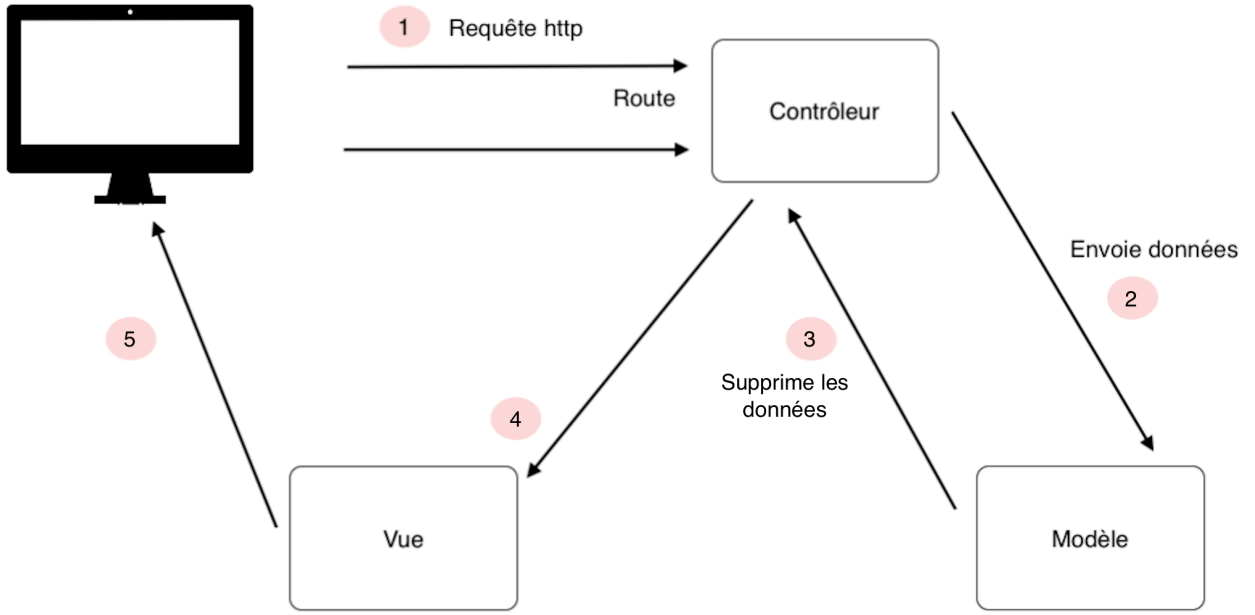 1
Requête http
Route
Contrôleur
Envoie données
2
3
Supprime les
données
4
5
Vue
Modèle